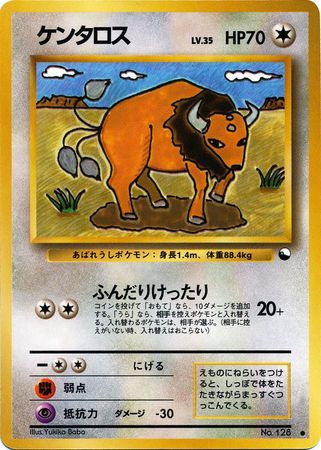 ケンタロス LV.35 HP70
あばれうしポケモン：身長1.4m、体重88.4kg
ふんだりけったり 20+
コインを投げて「おもて」なら、10ダメージを追加
する。「うら」なら、相手を控えポケモンと入れ替え
る。入れ替わるポケモンは、相手が選ぶ。(相手に控
えがいない時、入れ替えはおきない。)
にげる
弱点
抵抗力 ダメージ -30
えものにねらいをつけ
ると、しっぽで体をた
たきながらまっすぐつ
っこんでくる。
Illus. Yukiko Baba
No. 128